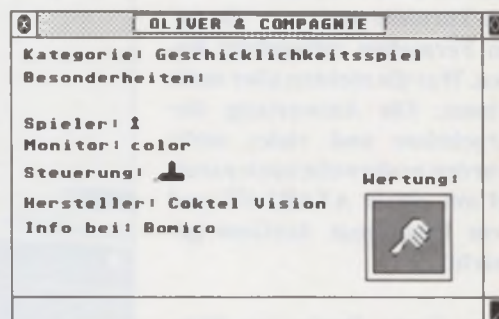 OLIVER & COMPAGNIE
Kategorie: Geschicklichkeitsspiel
Besonderheiten:
Spieler: 1
Monitor: color
Steuerung:
Wertung:
Hersteller: Coktel Vision
Info bei: Bomico